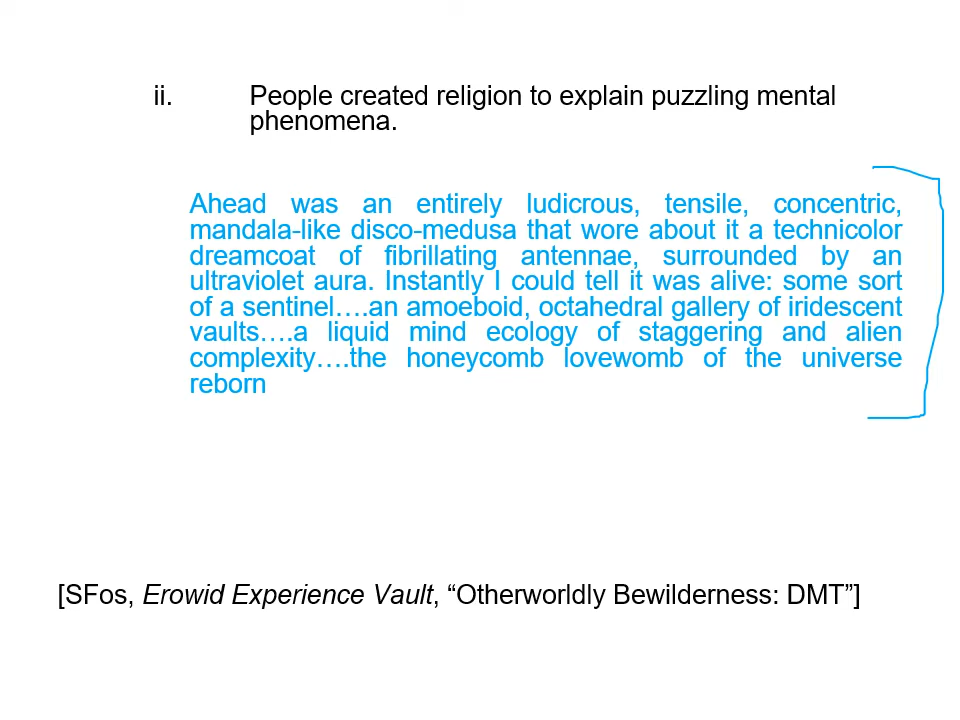 ii. People created religion to explain puzzling mental
phenomena.
Ahead was an entirely ludicrous, tensile, concentric,
mandala-like disco-medusa that wore about it a technicolor
dreamcoat of fibrillating antennae, surrounded by an
ultraviolet aura. Instantly I could tell it was alive: some sort
of a sentinel….an amoeboid, octahedral gallery of iridescent
vaults….a liquid mind ecology of staggering and alien
complexity….the honeycomb lovewomb of the universe
reborn
[SFos, Erowid Experience Vault, “Otherworldly Bewilderness: DMT”]